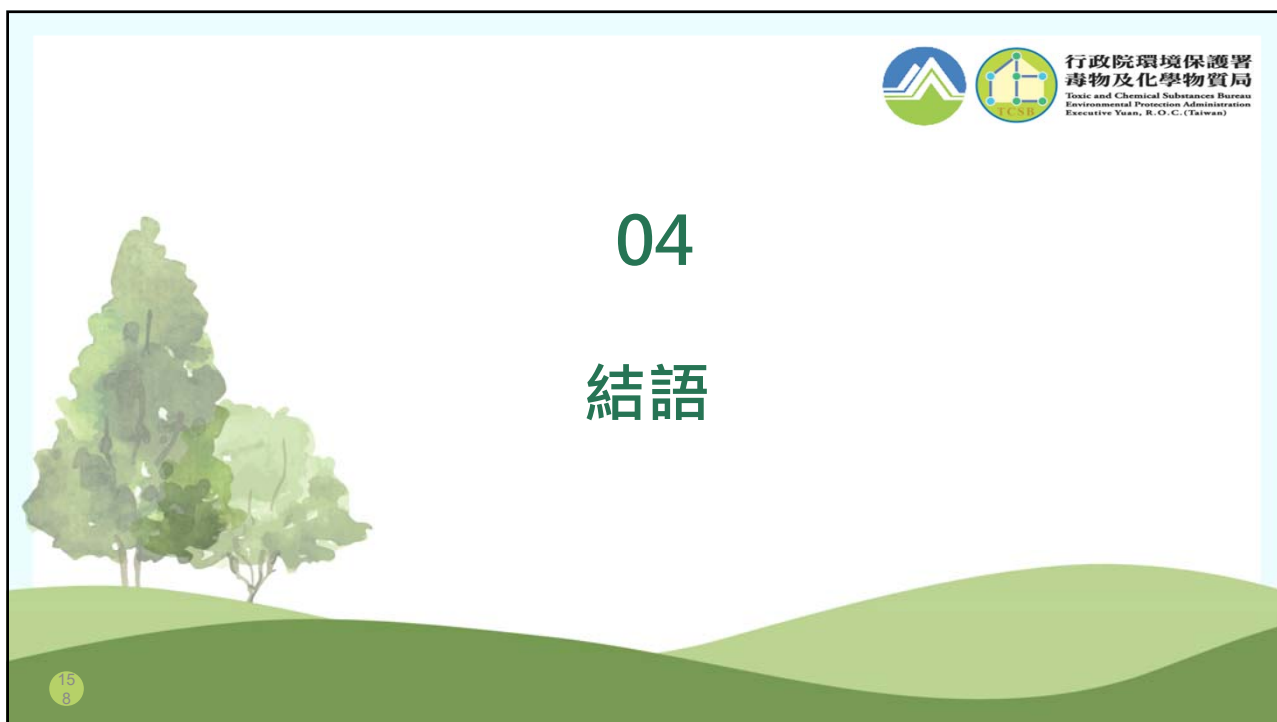 行政院環境保護署
毒物及化學物質局
Toxic and Chemical Substances Bureau
Environmental Protection Administration
Executive Yuan, R.O.C.(Taiwan)
TCSB
04
結語
15
8